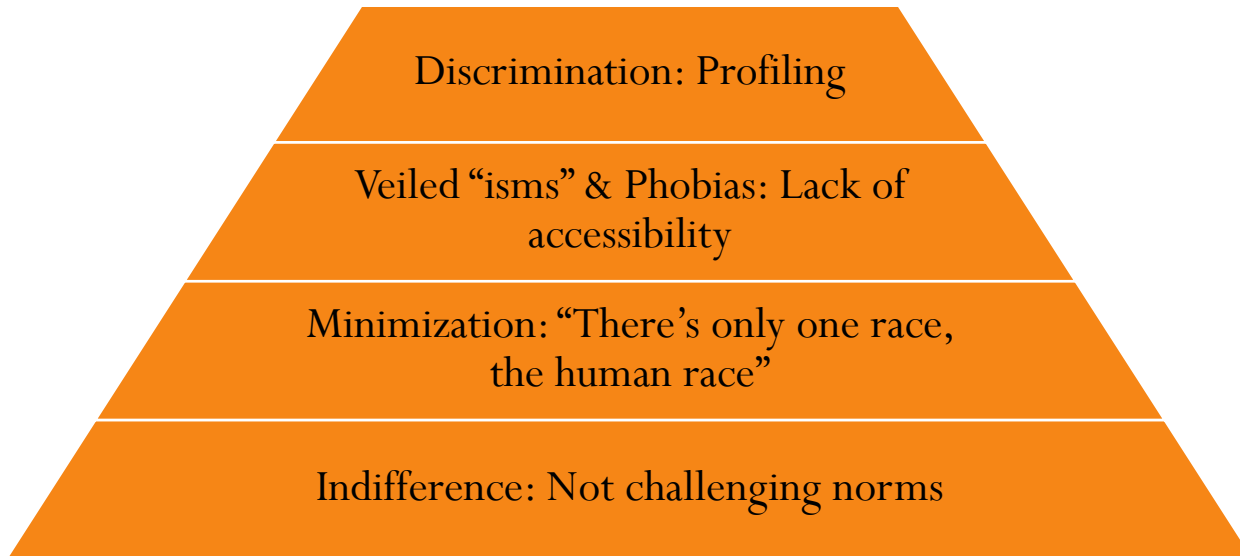 Discrimination: Profiling
Veiled “isms” & Phobias: Lack of
accessibility
Minimization: “There’s only one race,
the human race”
Indifference: Not challenging norms